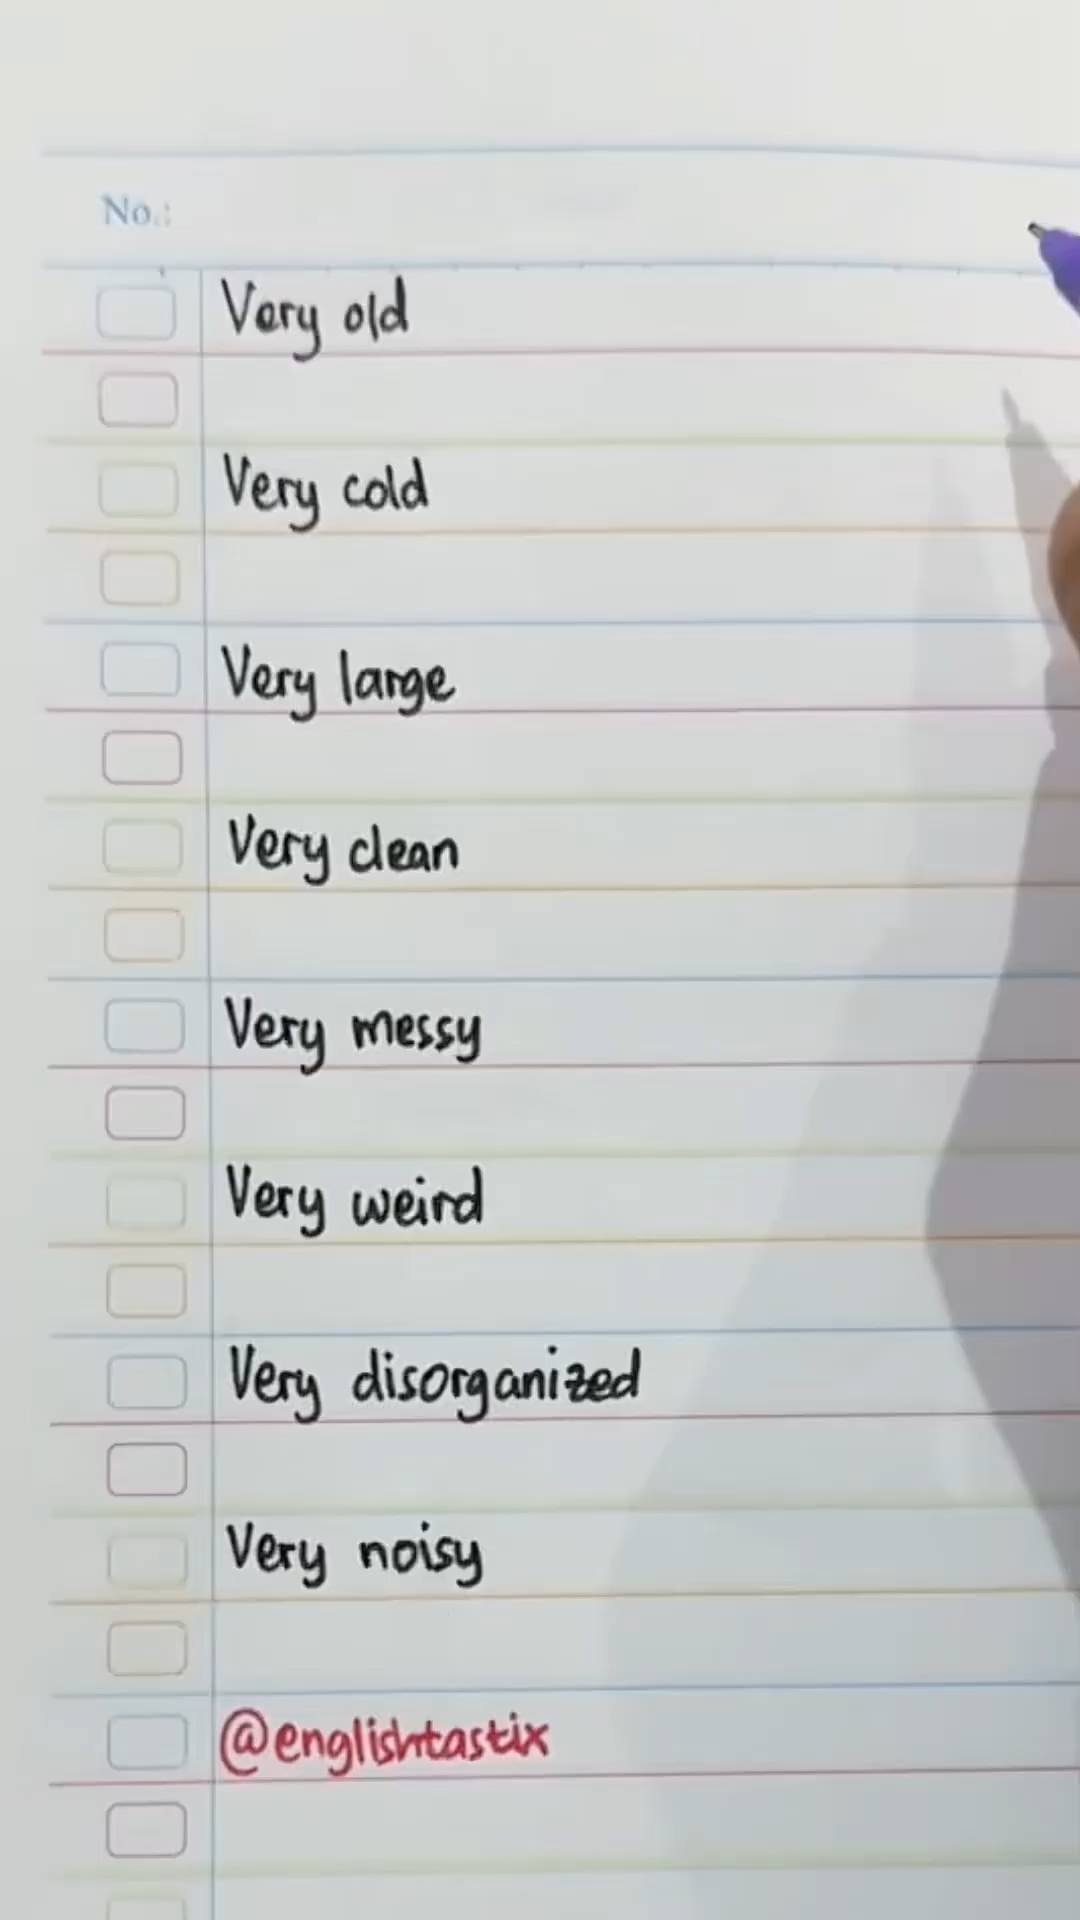 No.:
Very old
Very cold
Very large
Very clean
Very messy
Very weird
Very disorganized
Very noisy
@englishtastix